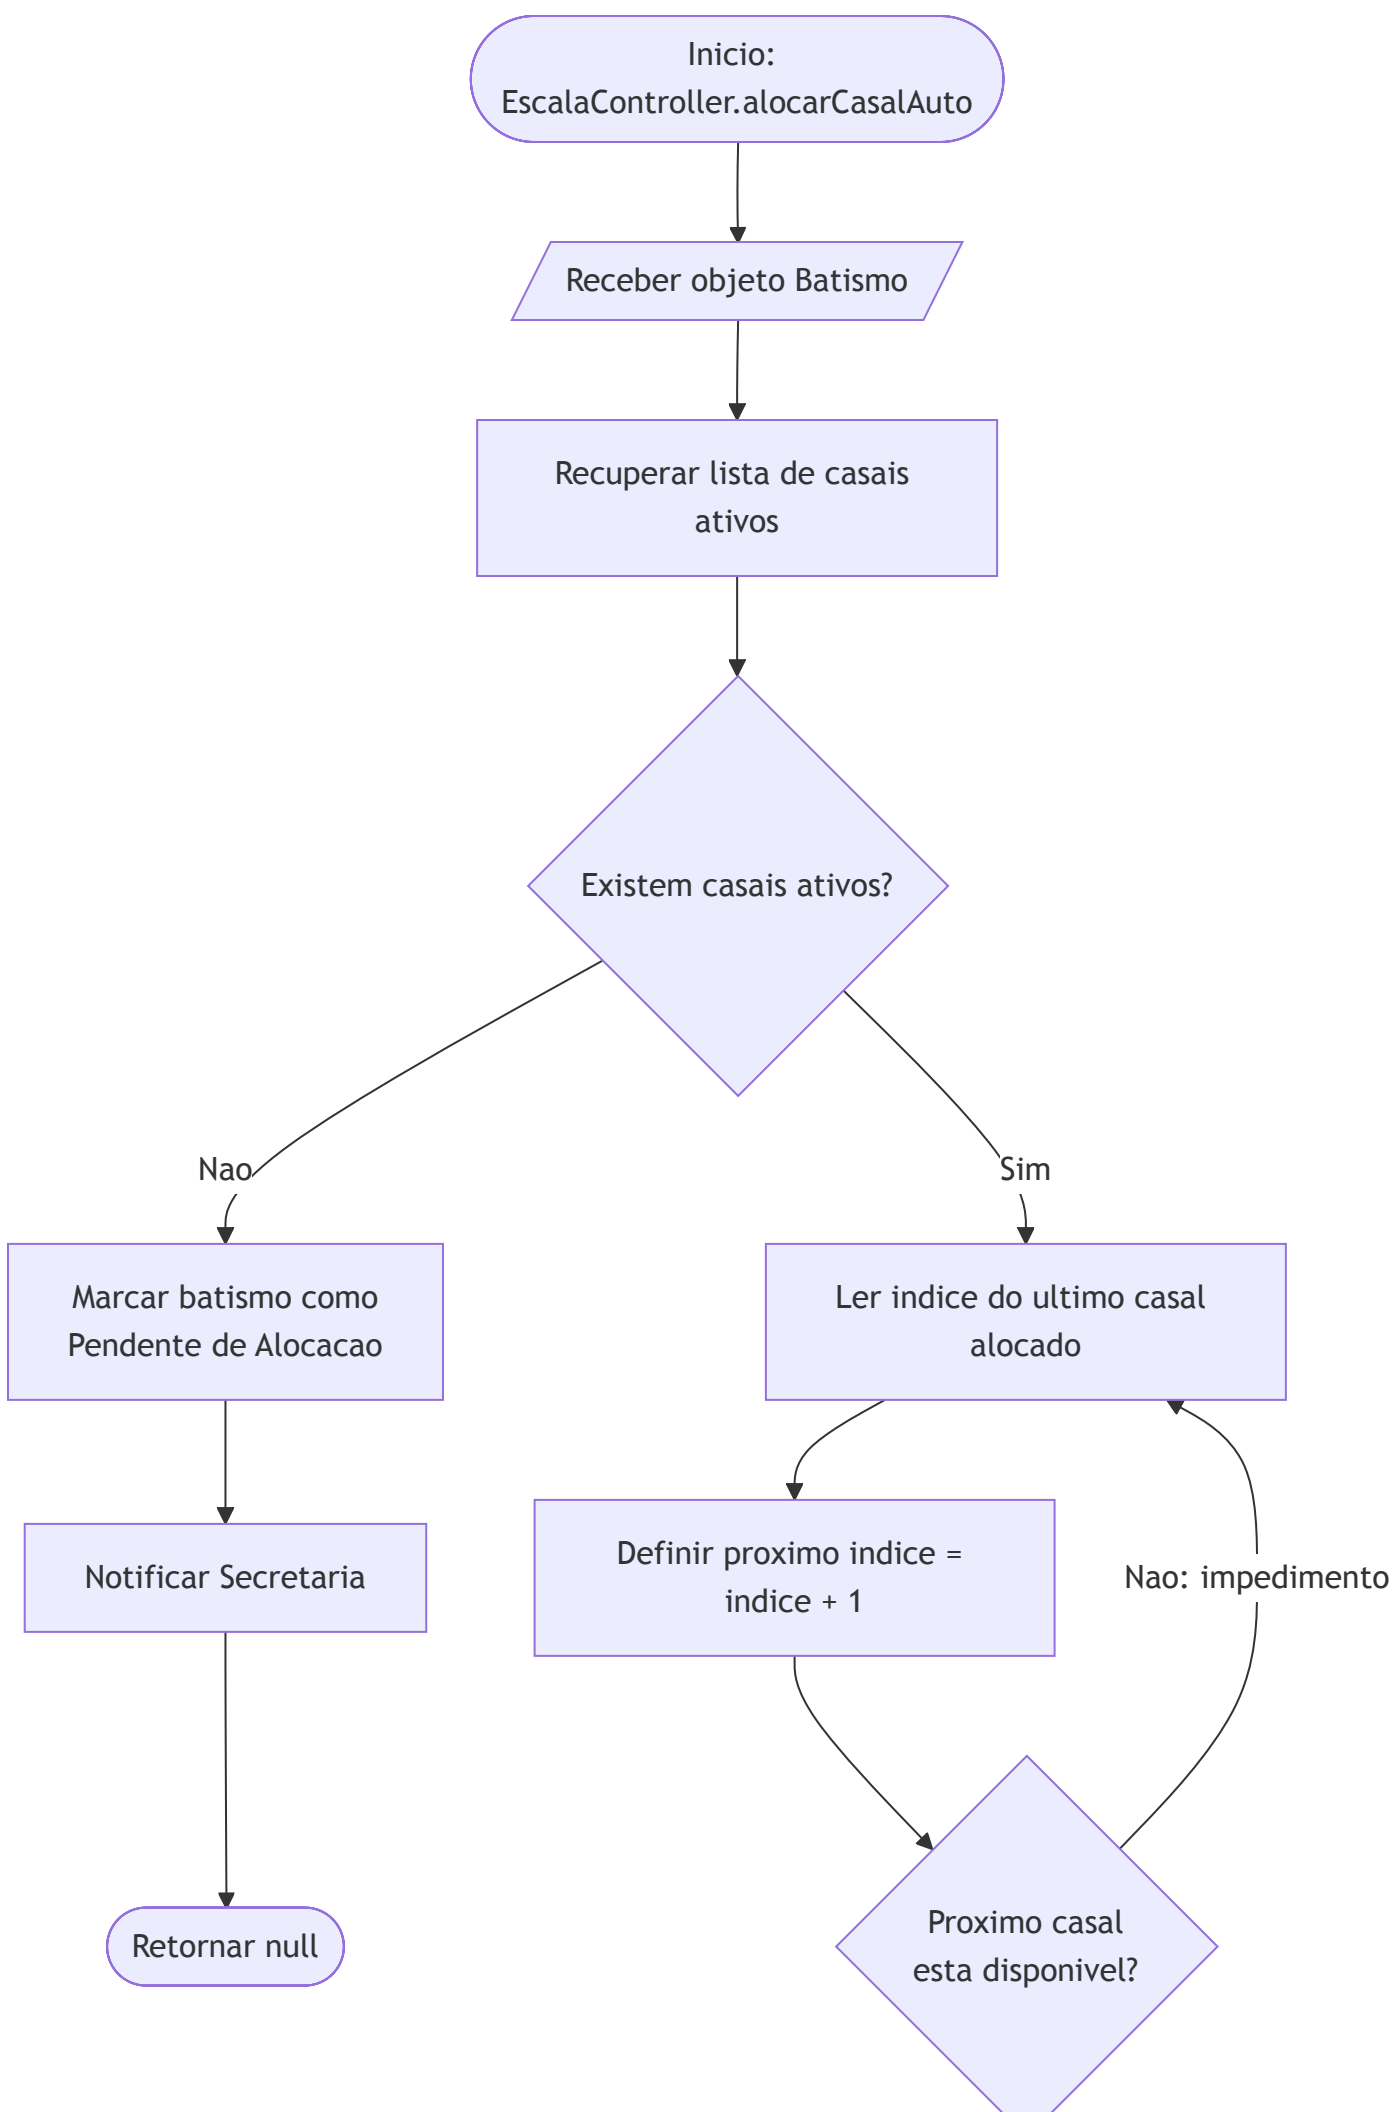 Inicio:
EscalaController.alocarCasalAuto
Receber objeto Batismo
Recuperar lista de casais
ativos
Existem casais ativos?
Nao
Sim
Marcar batismo como
Pendente de Alocacao
Ler indice do ultimo casal
alocado
Notificar Secretaria
Definir proximo indice =
indice + 1
Nao: impedimento
Retornar null
Proximo casal
esta disponivel?